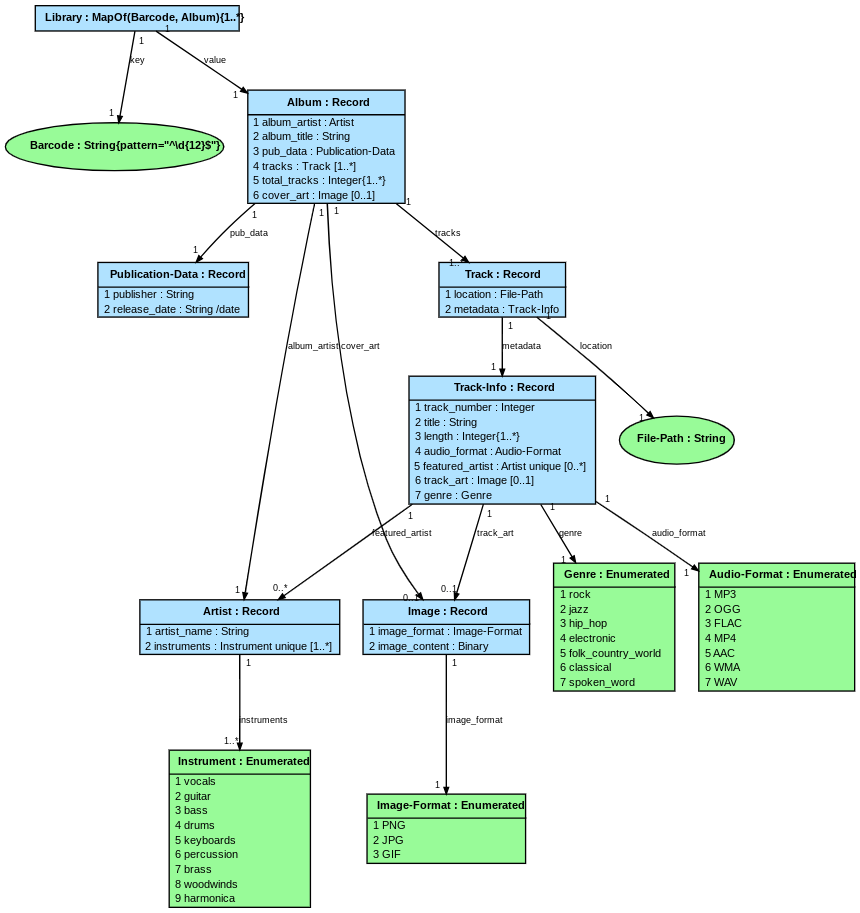 Library : MapOf(Barcode, Album){1..*}
1
1
key
value
1
1
Barcode : String{pattern="^\d{12}$"}
Album : Record
1 album_artist : Artist
2 album_title : String
3 pub_data : Publication-Data
4 tracks : Track [1..*]
5 total_tracks : Integer{1..*}
6 cover_art : Image [0..1]
1
1
1
1
pub_data
tracks
1
1..*
Publication-Data : Record
1 publisher : String
2 release_date : String /date
Track : Record
1 location : File-Path
2 metadata : Track-Info
1
1
album_artist
cover_art
metadata
location
1
1
Track-Info : Record
1 track_number : Integer
2 title : String
3 length : Integer{1..*}
4 audio_format : Audio-Format
5 featured_artist : Artist unique [0..*]
6 track_art : Image [0..1]
7 genre : Genre
File-Path : String
1
1
1
1
featured_artist
track_art
genre
audio_format
1
0..*
0..1
0..1
1
1
Artist : Record
1 artist_name : String
2 instruments : Instrument unique [1..*]
Image : Record
1 image_format : Image-Format
2 image_content : Binary
Genre : Enumerated
1 rock
2 jazz
3 hip_hop
4 electronic
5 folk_country_world
6 classical
7 spoken_word
Audio-Format : Enumerated
1 MP3
2 OGG
3 FLAC
4 MP4
5 AAC
6 WMA
7 WAV
1
1
instruments
image_format
1..*
1
Instrument : Enumerated
1 vocals
2 guitar
3 bass
4 drums
5 keyboards
6 percussion
7 brass
8 woodwinds
9 harmonica
Image-Format : Enumerated
1 PNG
2 JPG
3 GIF